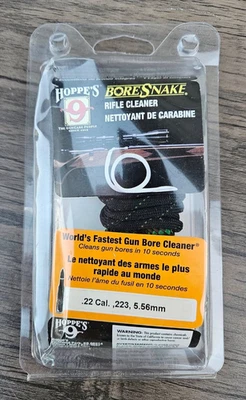 HOPPE'S
BORESNAKE®
9
RIFLE CLEANER
NETTOYANT DE CARABINE
World's Fastest Gun Bore Cleaner®
Cleans gun bores in 10 seconds
Le nettoyant des armes le plus
rapide au monde
Nettoie l'âme du fusil en 10 secondes
.22 Cal. ,223, 5.56mm
HOPPE'S
9
WARNING: